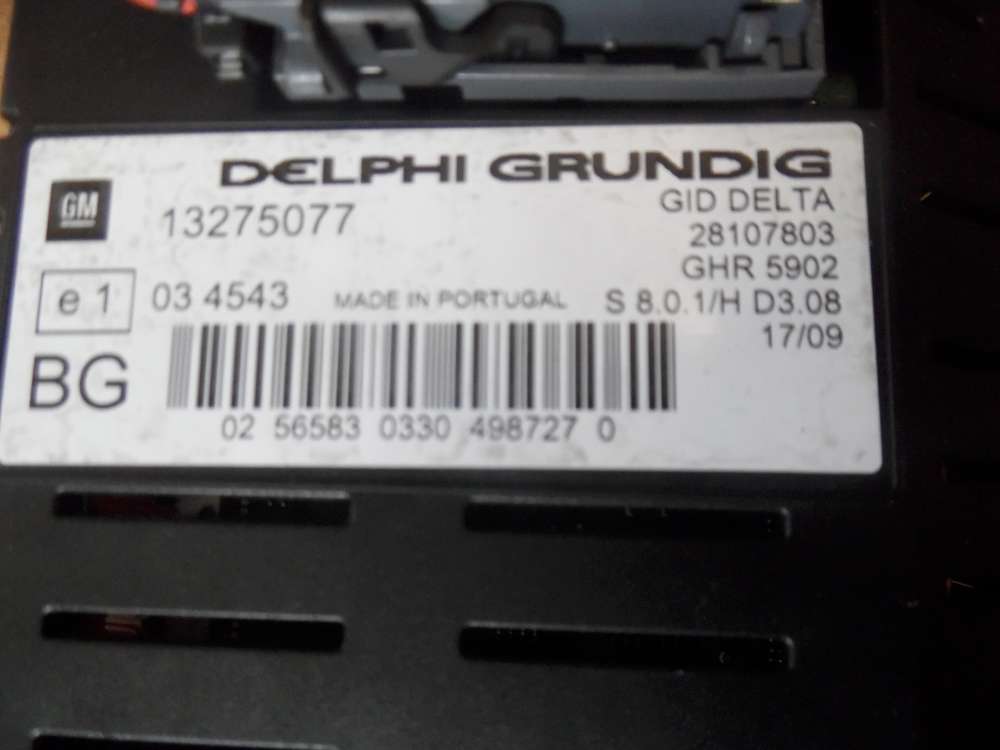 DELPHI GRUNDIG
GM
13275077
GID DELTA
28107803
GHR 5902
e 1
03 4543
MADE IN PORTUGAL
S 8.0.1/H D3.08
17/09
BG
02 56583 0330 498727 0